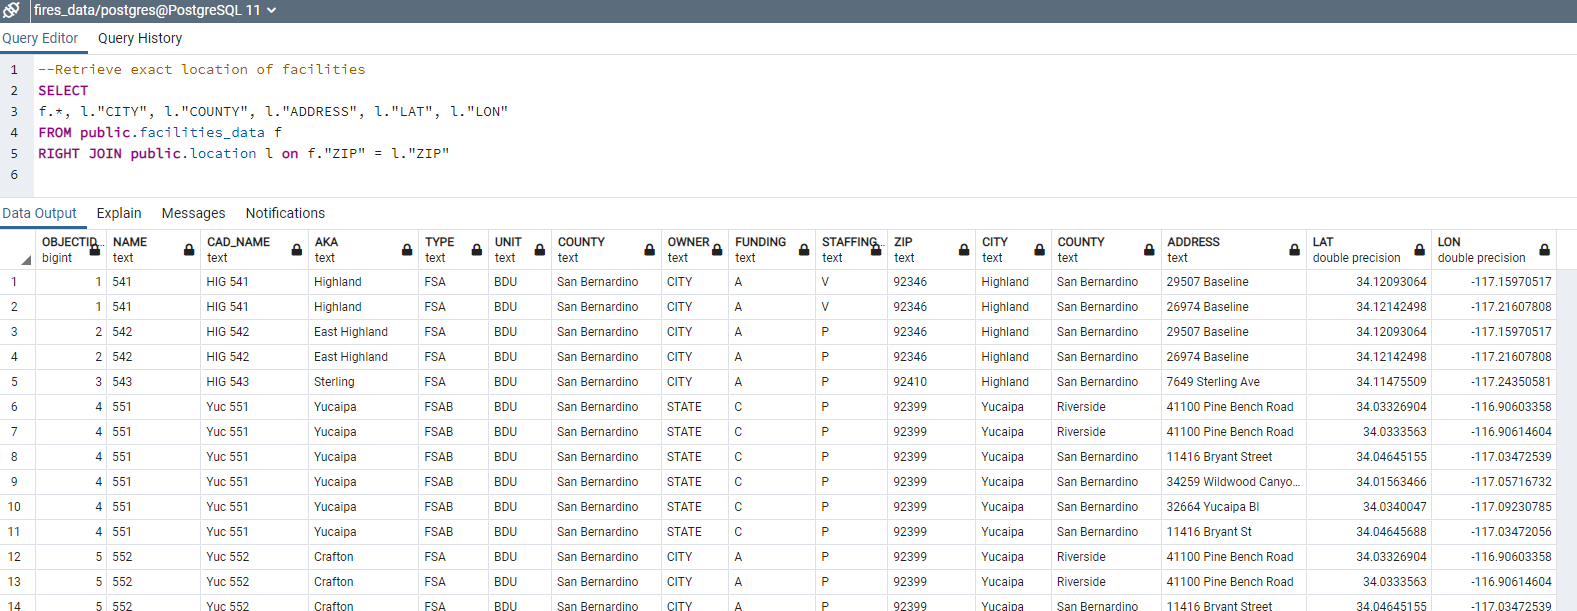 fires_data/postgres@PostgreSQL 11
Query Editor Query History
1 --Retrieve exact location of facilities
2 SELECT
3 f.*, l."CITY", l."COUNTY", l."ADDRESS", l."LAT", l."LON"
4 FROM public.facilities_data f
5 RIGHT JOIN public.location l on f."ZIP" = l."ZIP"
6
Data Output Explain Messages Notifications
OBJECTID... NAME CAD_NAME AKA TYPE UNIT COUNTY OWNER FUNDING STAFFING... ZIP CITY COUNTY ADDRESS LAT LON
bigint text text text text text text text text text text text text text double precision double precision
1 1 541 HIG 541 Highland FSA BDU San Bernardino CITY A V 92346 Highland San Bernardino 29507 Baseline 34.12093064 -117.15970517
2 1 541 HIG 541 Highland FSA BDU San Bernardino CITY A V 92346 Highland San Bernardino 26974 Baseline 34.12142498 -117.21607808
3 2 542 HIG 542 East Highland FSA BDU San Bernardino CITY A P 92346 Highland San Bernardino 29507 Baseline 34.12093064 -117.15970517
4 2 542 HIG 542 East Highland FSA BDU San Bernardino CITY A P 92346 Highland San Bernardino 26974 Baseline 34.12142498 -117.21607808
5 3 543 HIG 543 Sterling FSA BDU San Bernardino CITY A P 92410 Highland San Bernardino 7649 Sterling Ave 34.11475509 -117.24350581
6 4 551 Yuc 551 Yucaipa FSAB BDU San Bernardino STATE C P 92399 Yucaipa Riverside 41100 Pine Bench Road 34.03326904 -116.90603358
7 4 551 Yuc 551 Yucaipa FSAB BDU San Bernardino STATE C P 92399 Yucaipa Riverside 41100 Pine Bench Road 34.0333563 -116.90614604
8 4 551 Yuc 551 Yucaipa FSAB BDU San Bernardino STATE C P 92399 Yucaipa San Bernardino 11416 Bryant Street 34.04645155 -117.03472539
9 4 551 Yuc 551 Yucaipa FSAB BDU San Bernardino STATE C P 92399 Yucaipa San Bernardino 34259 Wildwood Canyo... 34.01563466 -117.05716732
10 4 551 Yuc 551 Yucaipa FSAB BDU San Bernardino STATE C P 92399 Yucaipa San Bernardino 32664 Yucaipa Bl 34.0340047 -117.09230785
11 4 551 Yuc 551 Yucaipa FSAB BDU San Bernardino STATE C P 92399 Yucaipa San Bernardino 11416 Bryant St 34.04645688 -117.03472056
12 5 552 Yuc 552 Crafton FSA BDU San Bernardino CITY A P 92399 Yucaipa Riverside 41100 Pine Bench Road 34.03326904 -116.90603358
13 5 552 Yuc 552 Crafton FSA BDU San Bernardino CITY A P 92399 Yucaipa Riverside 41100 Pine Bench Road 34.0333563 -116.90614604
14 5 552 Yuc 552 Crafton FSA BDU San Bernardino CITY A P 92399 Yucaipa San Bernardino 11416 Bryant Street 34.04645155 -117.03472539